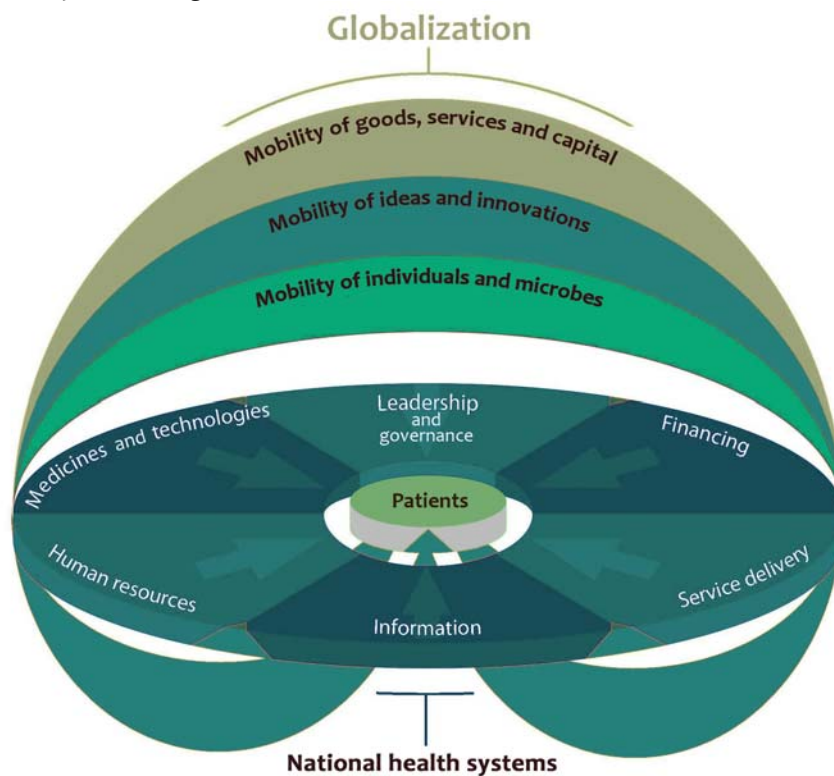 Globalization
Mobility of goods, services and capital
Mobility of ideas and innovations
Mobility of individuals and microbes
Medicines and technologies
Leadership
and
governance
Financing
Patients
Human resources
Information
Service delivery
National health systems